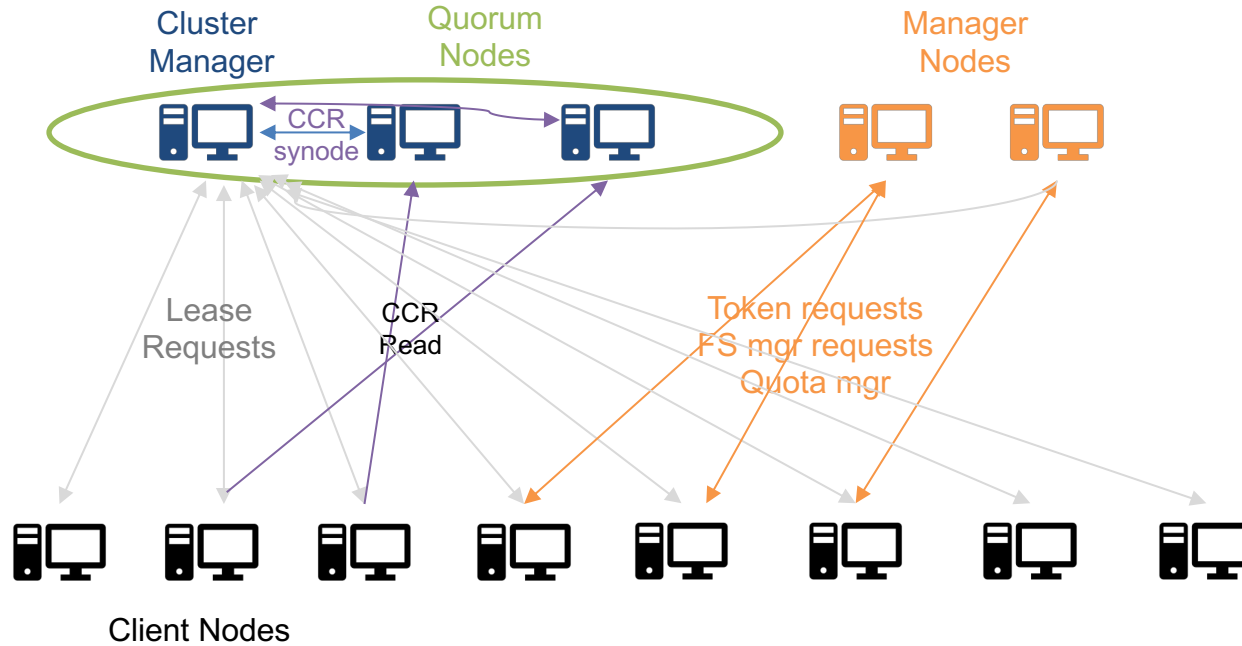 Cluster
Manager
Quorum
Nodes
Manager
Nodes
CCR
synode
Lease
Requests
CCR
Read
Token requests
FS mgr requests
Quota mgr
Client Nodes